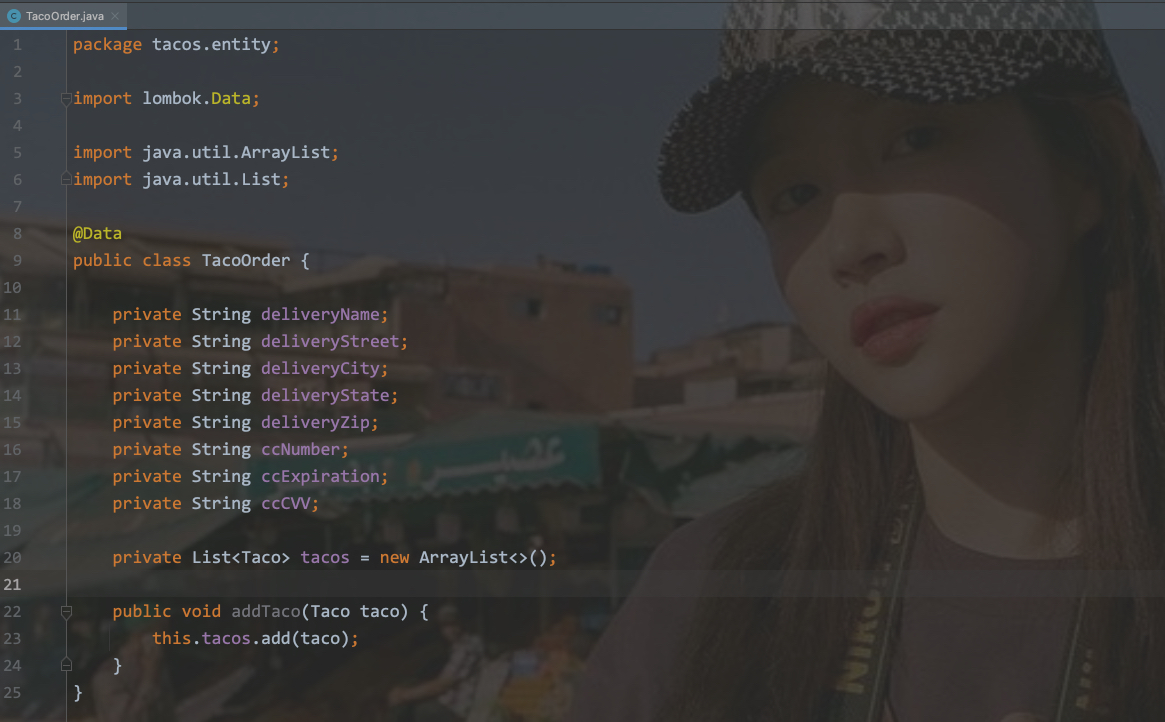 TacoOrder.java
1 package tacos.entity;
2
3 import lombok.Data;
4
5 import java.util.ArrayList;
6 import java.util.List;
7
8 @Data
9 public class TacoOrder {
10
11 private String deliveryName;
12 private String deliveryStreet;
13 private String deliveryCity;
14 private String deliveryState;
15 private String deliveryZip;
16 private String ccNumber;
17 private String ccExpiration;
18 private String ccCVV;
19
20 private List<Taco> tacos = new ArrayList<>();
21
22 public void addTaco(Taco taco) {
23 this.tacos.add(taco);
24 }
25 }
عصير
NIKON